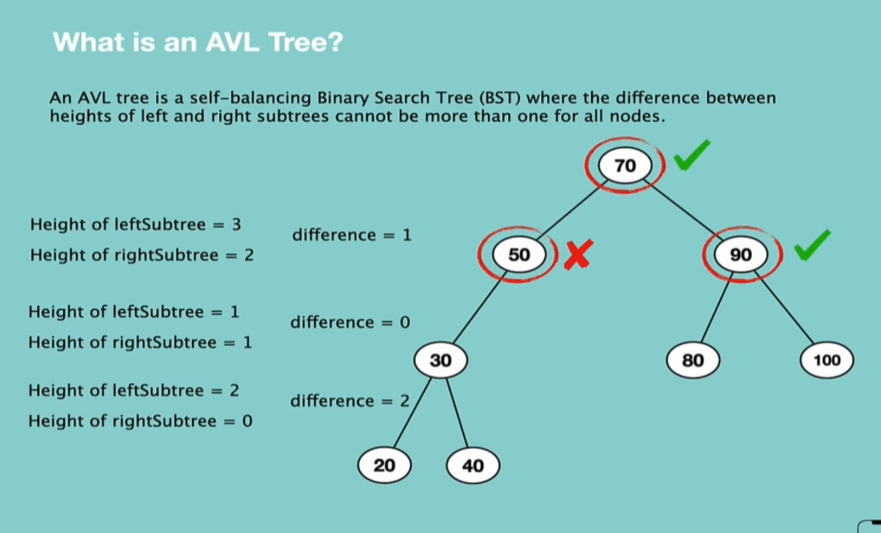 What is an AVL Tree?
An AVL tree is a self-balancing Binary Search Tree (BST) where the difference between
heights of left and right subtrees cannot be more than one for all nodes.
70
Height of leftSubtree = 3
Height of rightSubtree = 2
difference = 1
50
90
Height of leftSubtree = 1
Height of rightSubtree = 1
difference = 0
30
80
100
Height of leftSubtree = 2
Height of rightSubtree = 0
difference = 2
20
40